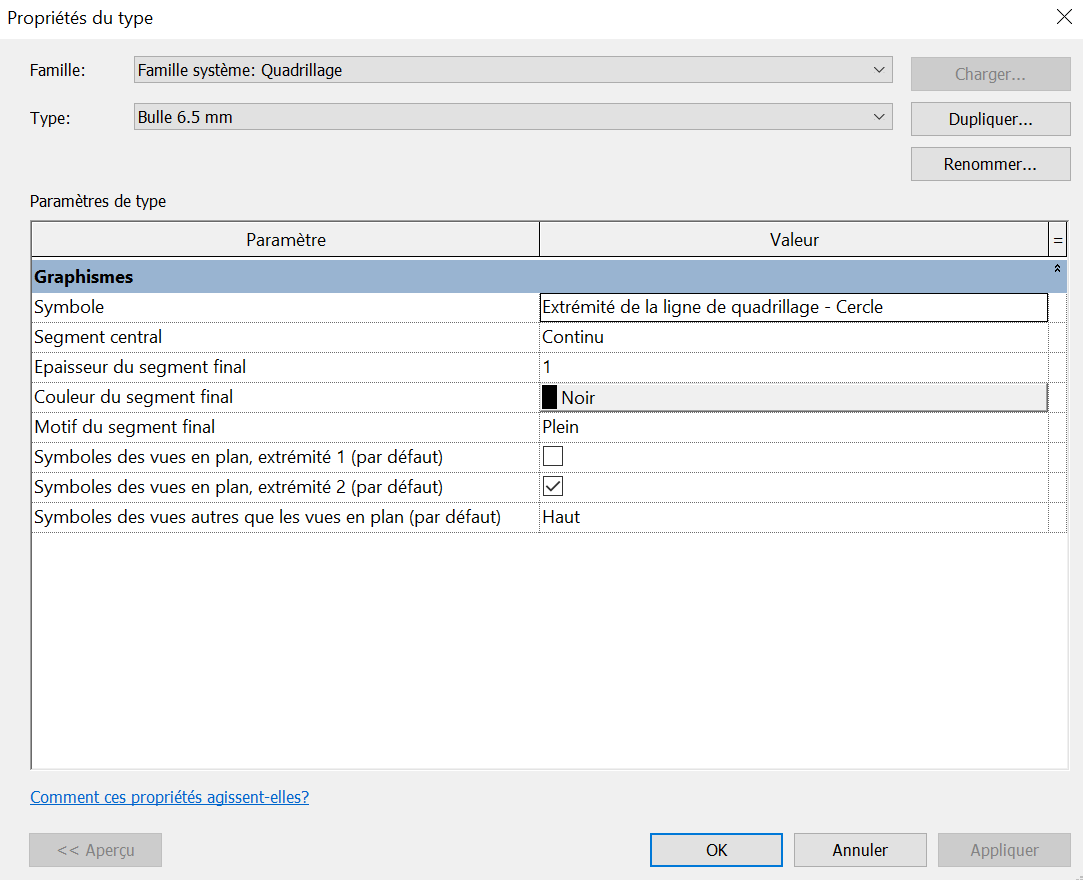 Propriétés du type
Famille: Famille système: Quadrillage Charger...
Type: Bulle 6.5 mm Dupliquer...
Renommer...
Paramètres de type
Paramètre Valeur =
Graphismes
Symbole Extrémité de la ligne de quadrillage - Cercle
Segment central Continu
Epaisseur du segment final 1
Couleur du segment final Noir
Motif du segment final Plein
Symboles des vues en plan, extrémité 1 (par défaut)
Symboles des vues en plan, extrémité 2 (par défaut)
Symboles des vues autres que les vues en plan (par défaut) Haut
Comment ces propriétés agissent-elles?
<< Aperçu OK Annuler Appliquer